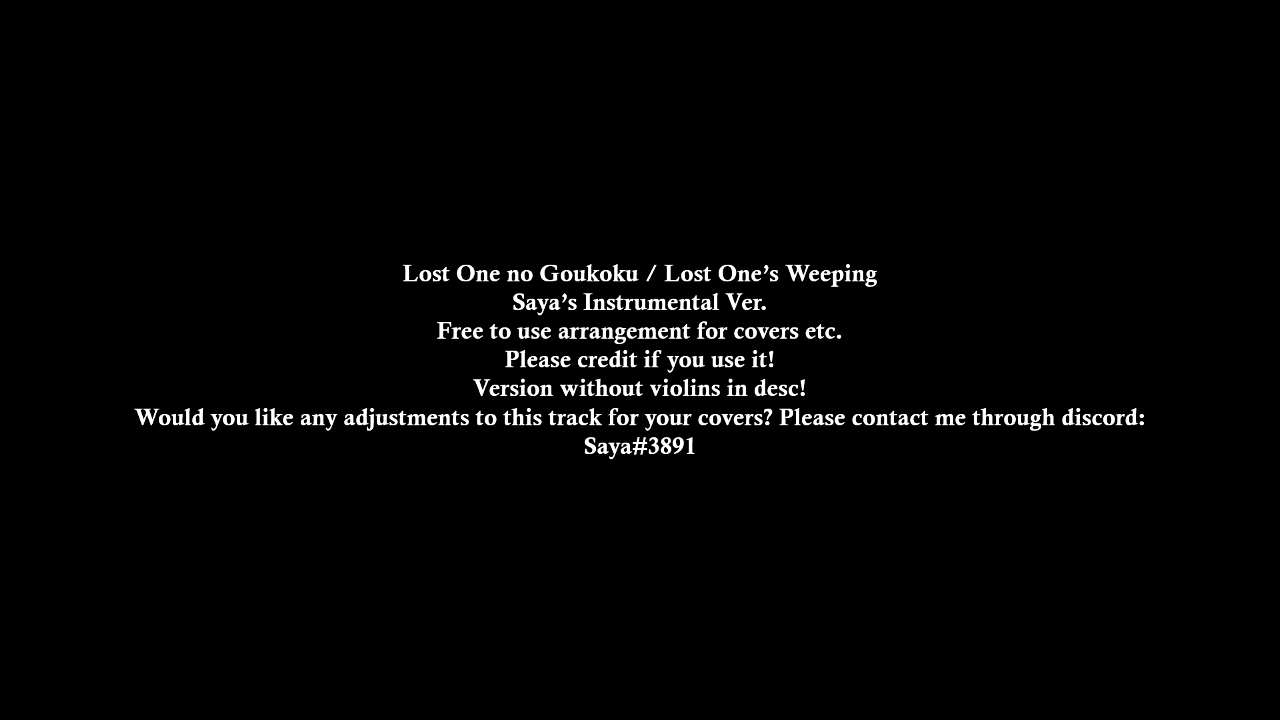 Lost One no Goukoku / Lost One’s Weeping
Saya’s Instrumental Ver.
Free to use arrangement for covers etc.
Please credit if you use it!
Version without violins in desc!
Would you like any adjustments to this track for your covers? Please contact me through discord:
Saya#3891